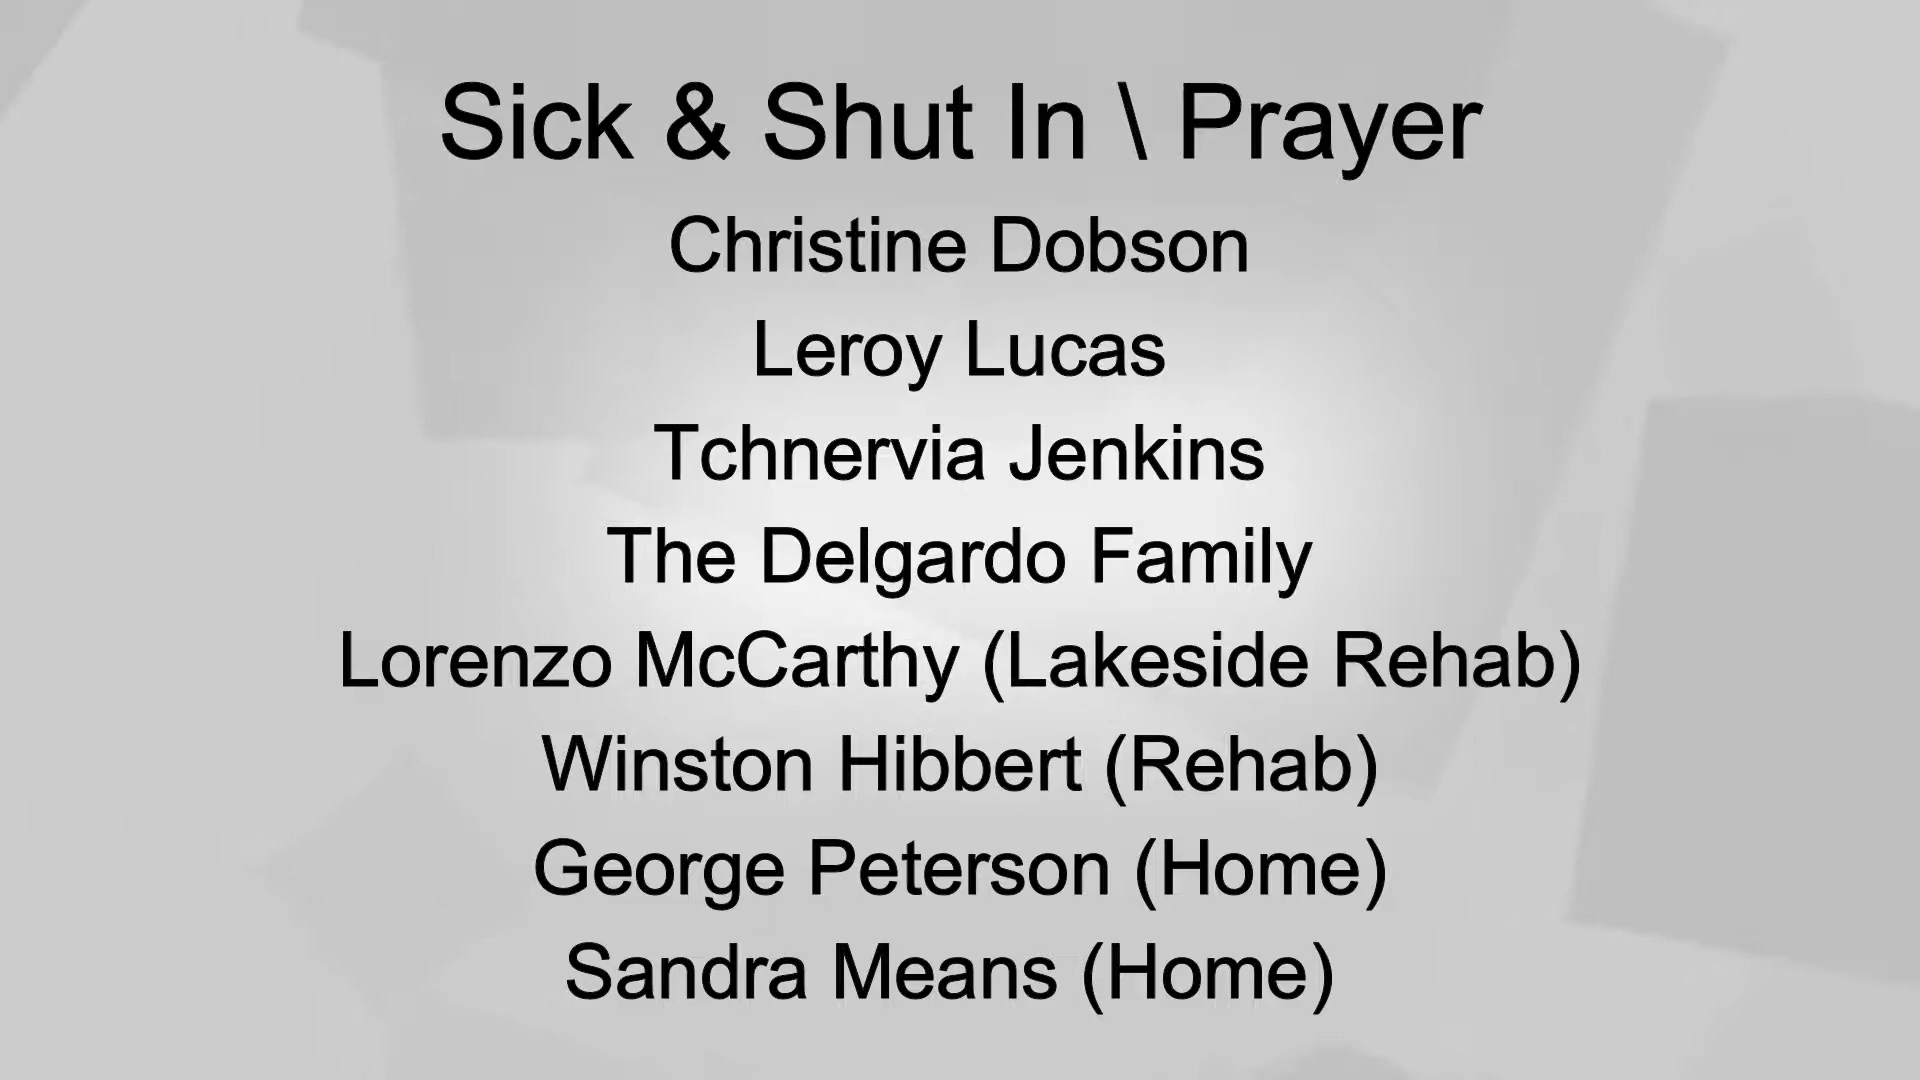 Sick & Shut In \ Prayer
Christine Dobson
Leroy Lucas
Tchnervia Jenkins
The Delgardo Family
Lorenzo McCarthy (Lakeside Rehab)
Winston Hibbert (Rehab)
George Peterson (Home)
Sandra Means (Home)